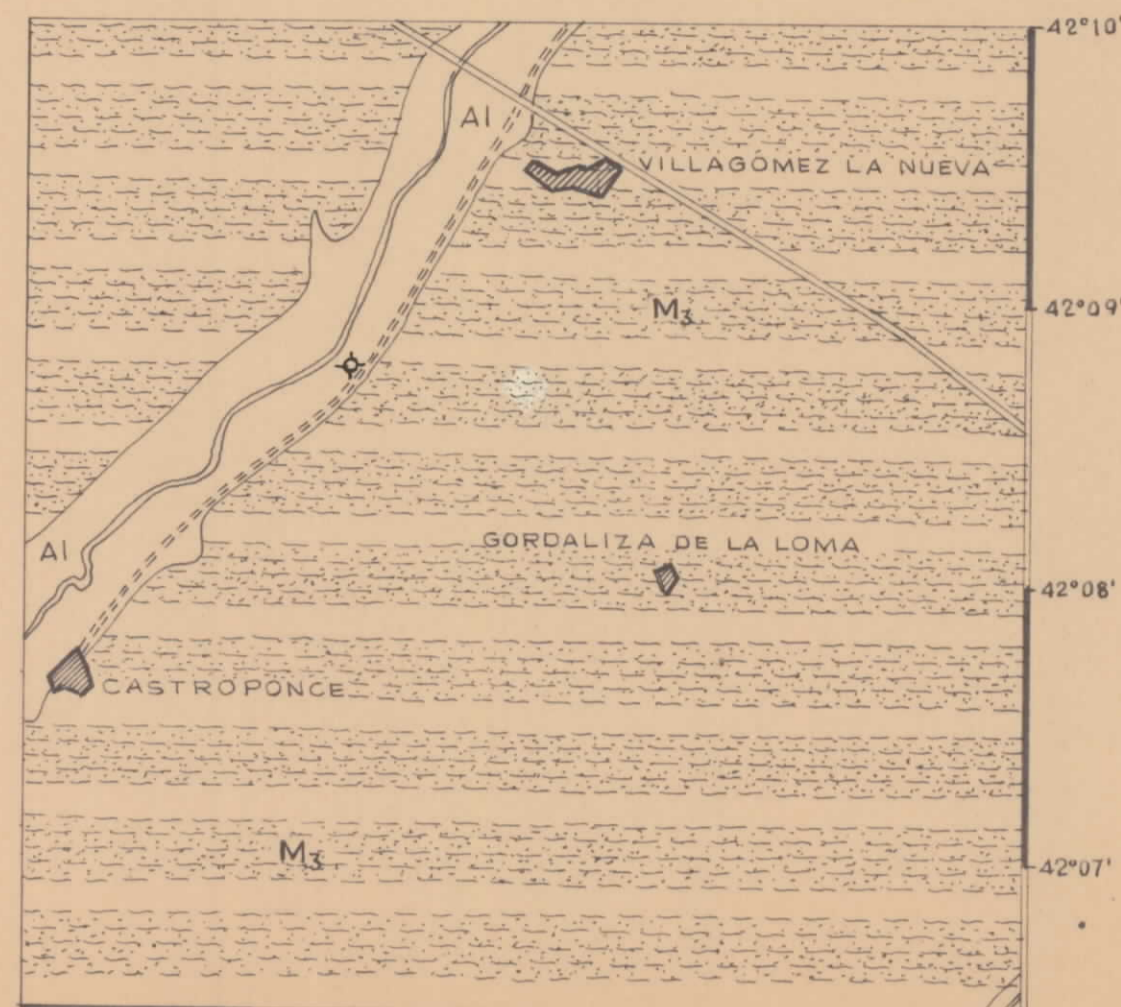 42°10'
Al
VILLAGÓMEZ LA NUEVA
M₃
42°09'
GORDALIZA DE LA LOMA
Al
42°08'
CASTROPONCE
M₃
42°07'